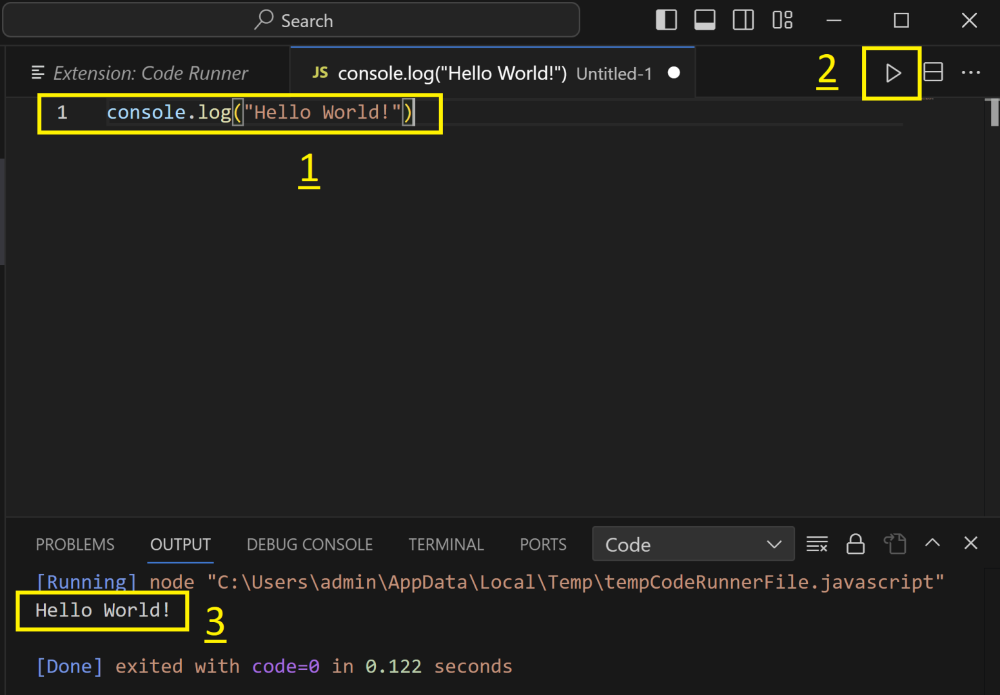 Search
Extension: Code Runner
JS console.log("Hello World!") Untitled-1
2
1 console.log("Hello World!")
1
PROBLEMS OUTPUT DEBUG CONSOLE TERMINAL PORTS Code
[Running] node "C:\Users\admin\AppData\Local\Temp\tempCodeRunnerFile.javascript"
Hello World!
3
[Done] exited with code=0 in 0.122 seconds